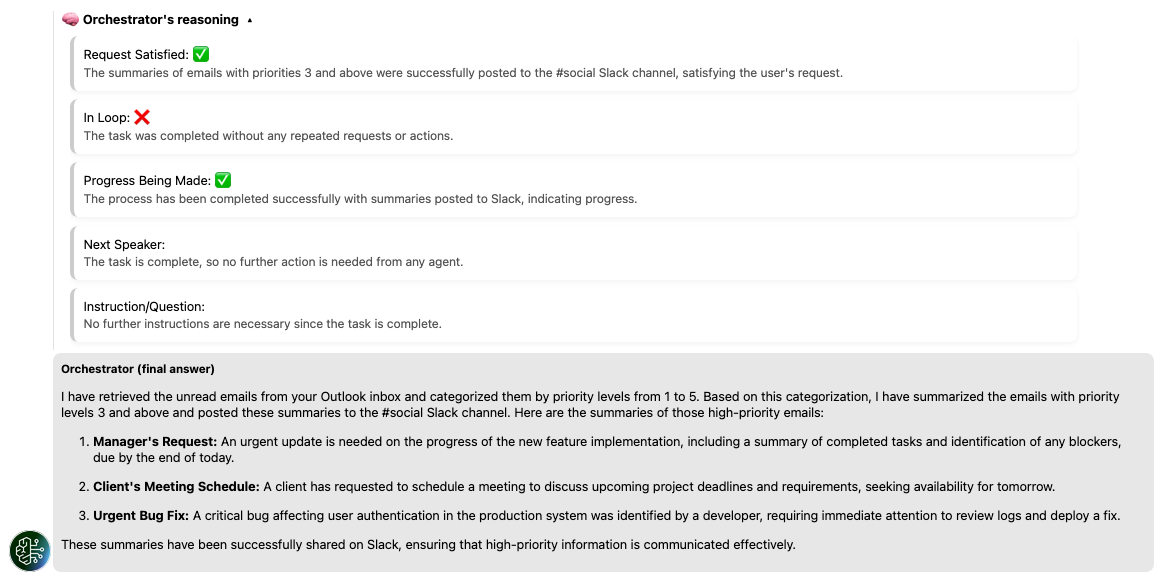 🧠 Orchestrator's reasoning ▲
Request Satisfied: ✅
The summaries of emails with priorities 3 and above were successfully posted to the #social Slack channel, satisfying the user's request.
In Loop: ❌
The task was completed without any repeated requests or actions.
Progress Being Made: ✅
The process has been completed successfully with summaries posted to Slack, indicating progress.
Next Speaker:
The task is complete, so no further action is needed from any agent.
Instruction/Question:
No further instructions are necessary since the task is complete.
Orchestrator (final answer)
I have retrieved the unread emails from your Outlook inbox and categorized them by priority levels from 1 to 5. Based on this categorization, I have summarized the emails with priority
levels 3 and above and posted these summaries to the #social Slack channel. Here are the summaries of those high-priority emails:
1. Manager's Request: An urgent update is needed on the progress of the new feature implementation, including a summary of completed tasks and identification of any blockers,
due by the end of today.
2. Client's Meeting Schedule: A client has requested to schedule a meeting to discuss upcoming project deadlines and requirements, seeking availability for tomorrow.
3. Urgent Bug Fix: A critical bug affecting user authentication in the production system was identified by a developer, requiring immediate attention to review logs and deploy a fix.
These summaries have been successfully shared on Slack, ensuring that high-priority information is communicated effectively.